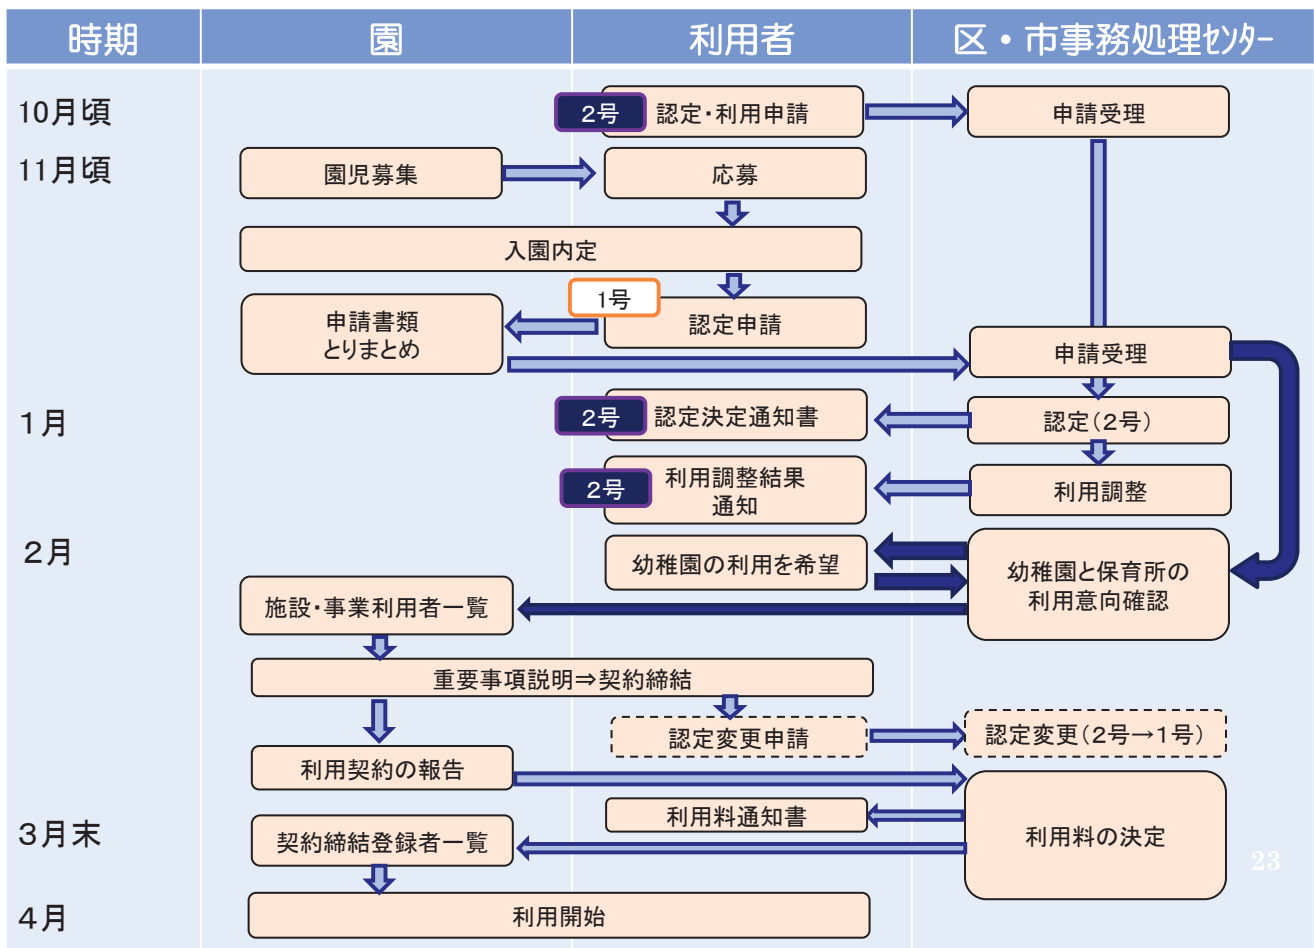 時期
園
利用者
区・市事務処理ｾﾝﾀｰ
10月頃
2号
認定・利用申請
申請受理
11月頃
園児募集
応募
入園内定
1号
認定申請
申請書類
とりまとめ
申請受理
1月
2号
認定決定通知書
認定（2号）
2号
利用調整結果
通知
利用調整
2月
幼稚園の利用を希望
幼稚園と保育所の
利用意向確認
施設・事業利用者一覧
重要事項説明⇒契約締結
認定変更申請
認定変更（2号→1号）
利用契約の報告
利用料通知書
利用料の決定
3月末
契約締結登録者一覧
23
4月
利用開始